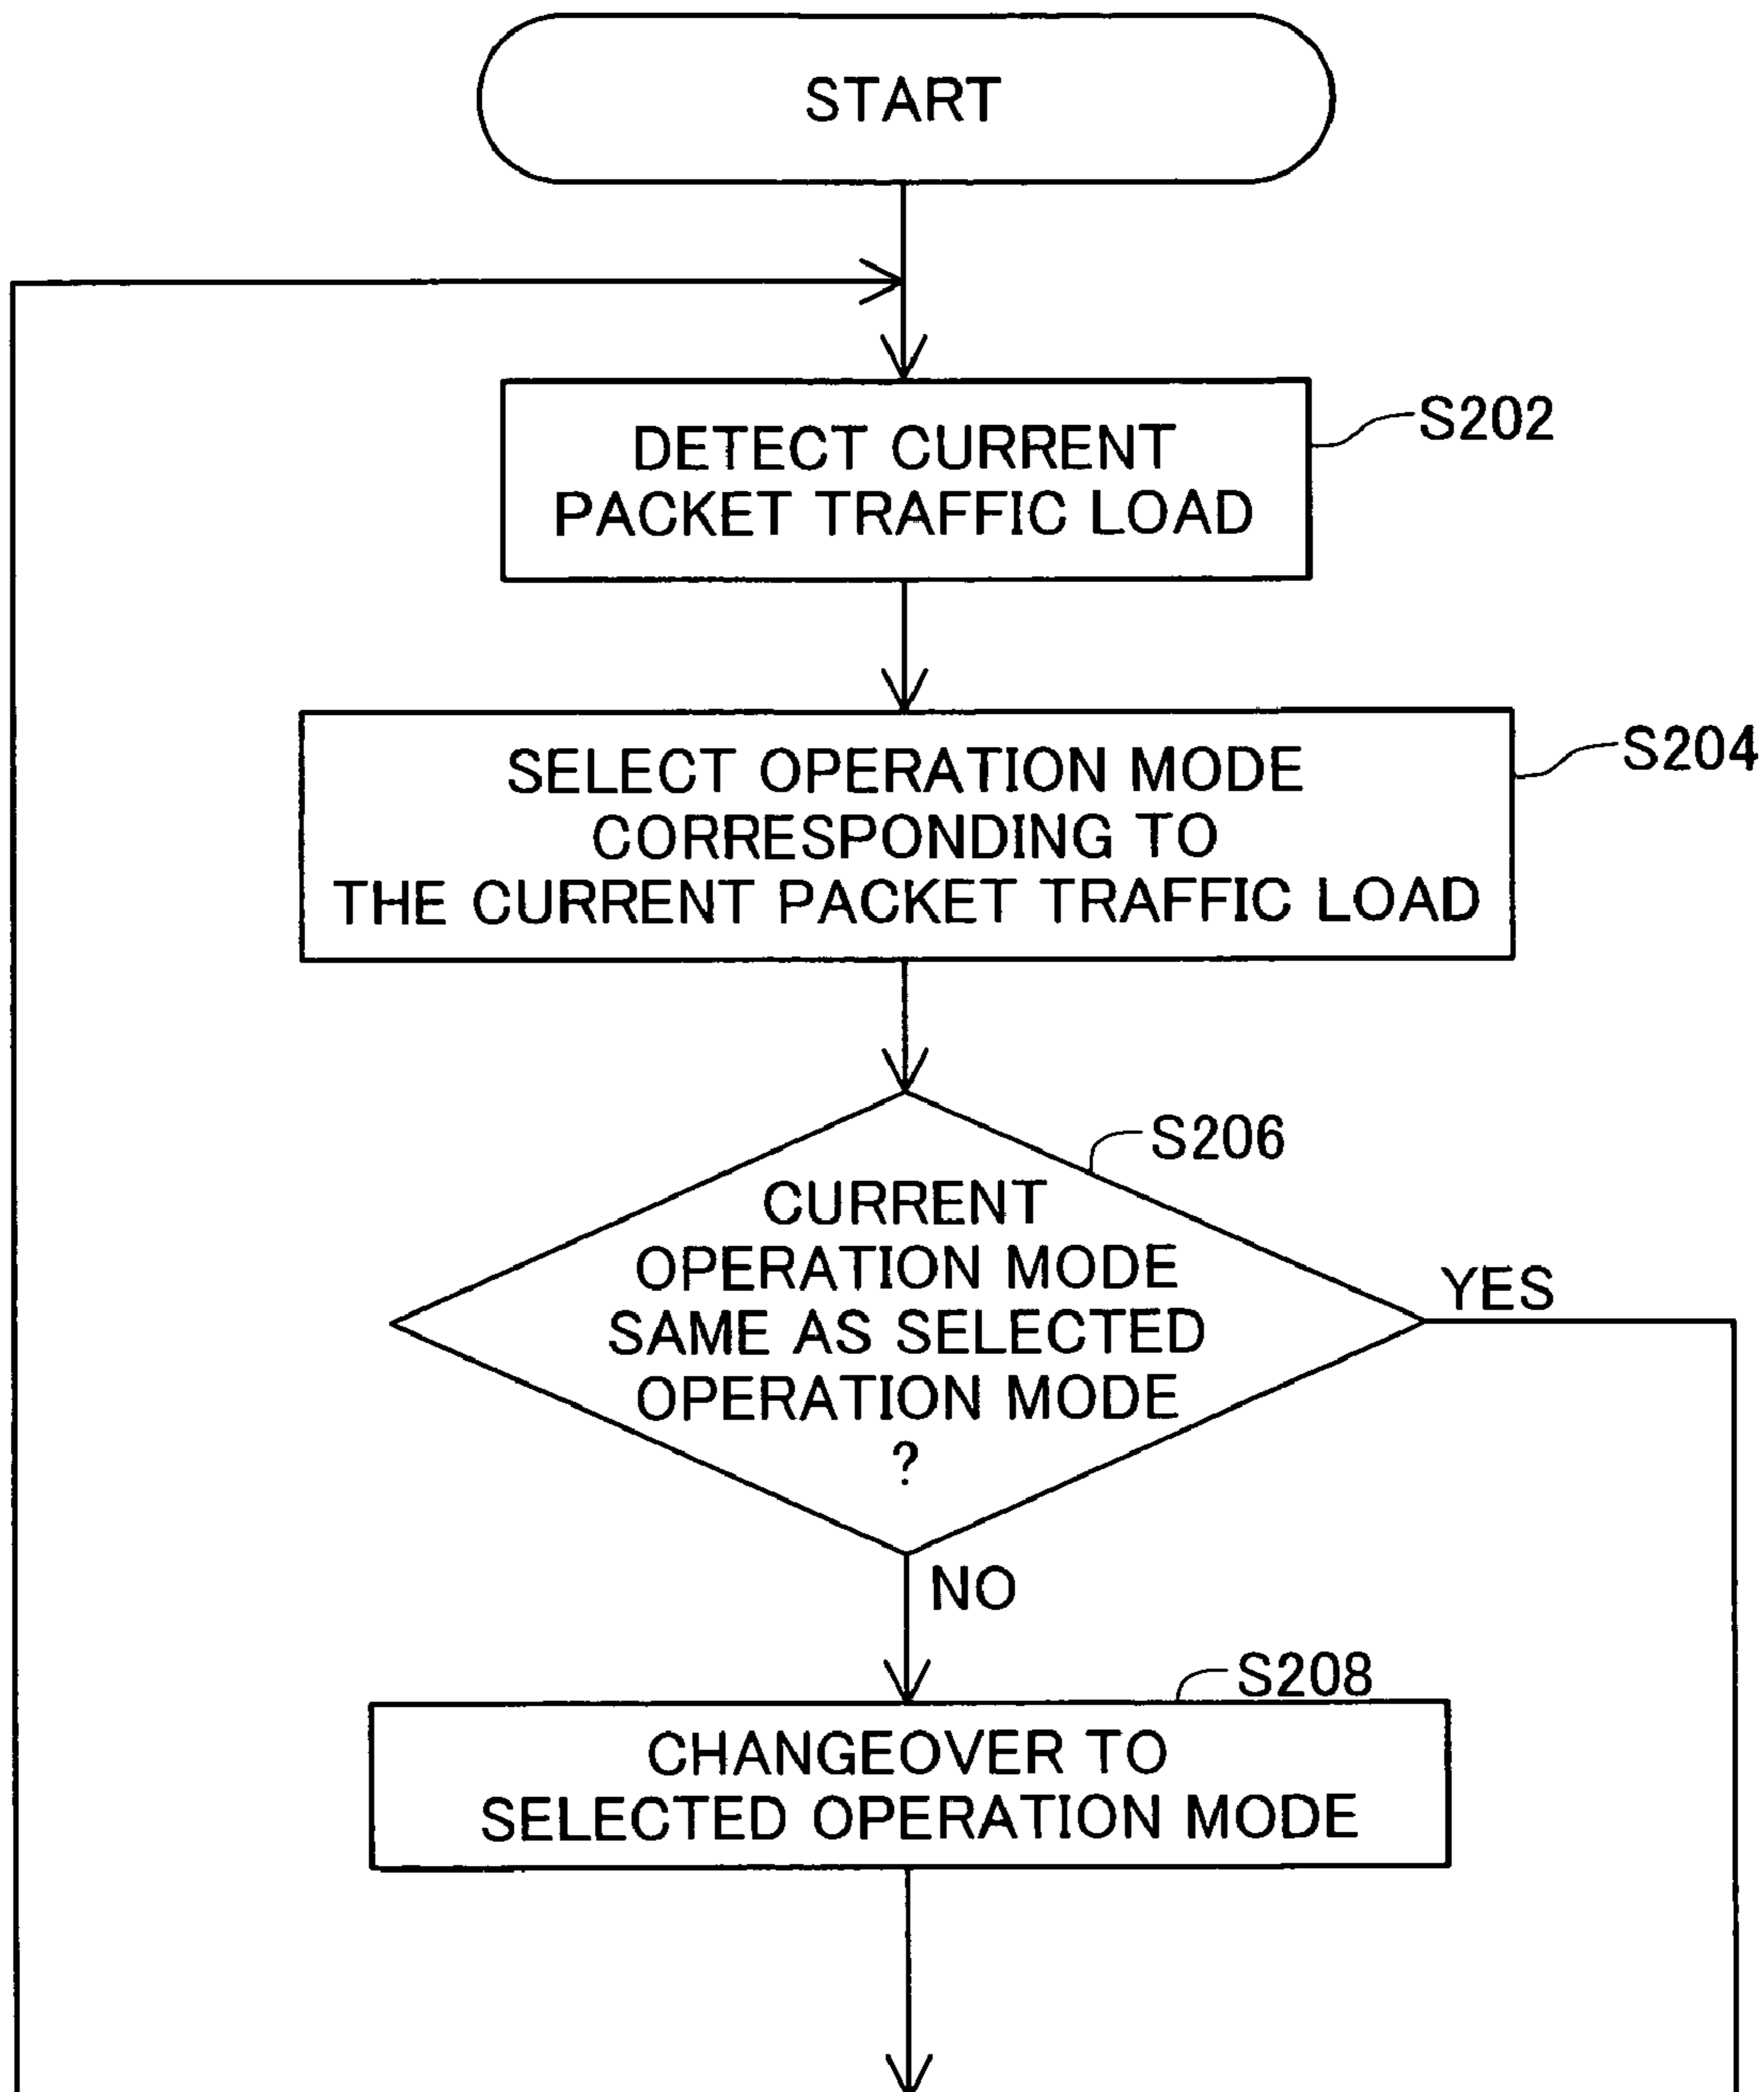 START
S202
DETECT CURRENT
PACKET TRAFFIC LOAD
S204
SELECT OPERATION MODE
CORRESPONDING TO
THE CURRENT PACKET TRAFFIC LOAD
S206
CURRENT
OPERATION MODE
SAME AS SELECTED
OPERATION MODE
?
YES
NO
S208
CHANGEOVER TO
SELECTED OPERATION MODE